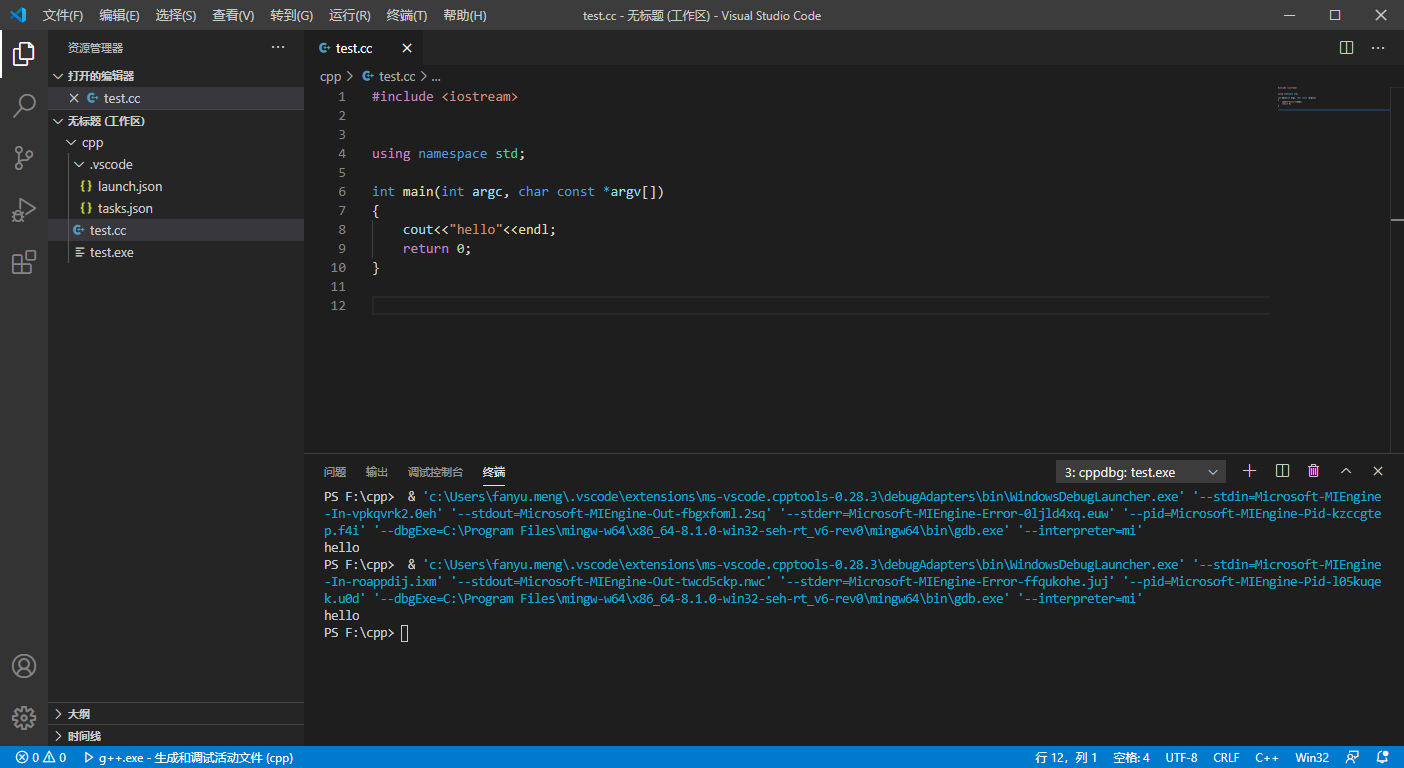 文件(F) 编辑(E) 选择(S) 查看(V) 转到(G) 运行(R) 终端(T) 帮助(H) test.cc - 无标题 (工作区) - Visual Studio Code
资源管理器
打开的编辑器
test.cc
无标题 (工作区)
cpp
.vscode
launch.json
tasks.json
test.cc
test.exe
大纲
时间线
test.cc
cpp > test.cc > ...
1 #include <iostream>
2
3
4 using namespace std;
5
6 int main(int argc, char const *argv[])
7 {
8 cout<<"hello"<<endl;
9 return 0;
10 }
11
12
问题 输出 调试控制台 终端 3: cppdbg: test.exe
PS F:\cpp>  & 'c:\Users\fanyu.meng\.vscode\extensions\ms-vscode.cpptools-0.28.3\debugAdapters\bin\WindowsDebugLauncher.exe' '--stdin=Microsoft-MIEngine
-In-vpkqvrk2.0eh' '--stdout=Microsoft-MIEngine-Out-fbgxfoml.2sq' '--stderr=Microsoft-MIEngine-Error-0ljld4xq.euw' '--pid=Microsoft-MIEngine-Pid-kzccgte
p.f4i' '--dbgExe=C:\Program Files\mingw-w64\x86_64-8.1.0-win32-seh-rt_v6-rev0\mingw64\bin\gdb.exe' '--interpreter=mi'
hello
PS F:\cpp>  & 'c:\Users\fanyu.meng\.vscode\extensions\ms-vscode.cpptools-0.28.3\debugAdapters\bin\WindowsDebugLauncher.exe' '--stdin=Microsoft-MIEngine
-In-roappdij.ixm' '--stdout=Microsoft-MIEngine-Out-twcd5ckp.nwc' '--stderr=Microsoft-MIEngine-Error-ffqukohe.juj' '--pid=Microsoft-MIEngine-Pid-l05kuqe
k.u0d' '--dbgExe=C:\Program Files\mingw-w64\x86_64-8.1.0-win32-seh-rt_v6-rev0\mingw64\bin\gdb.exe' '--interpreter=mi'
hello
PS F:\cpp>
0 0 g++.exe - 生成和调试活动文件 (cpp) 行 12，列 1 空格: 4 UTF-8 CRLF C++ Win32